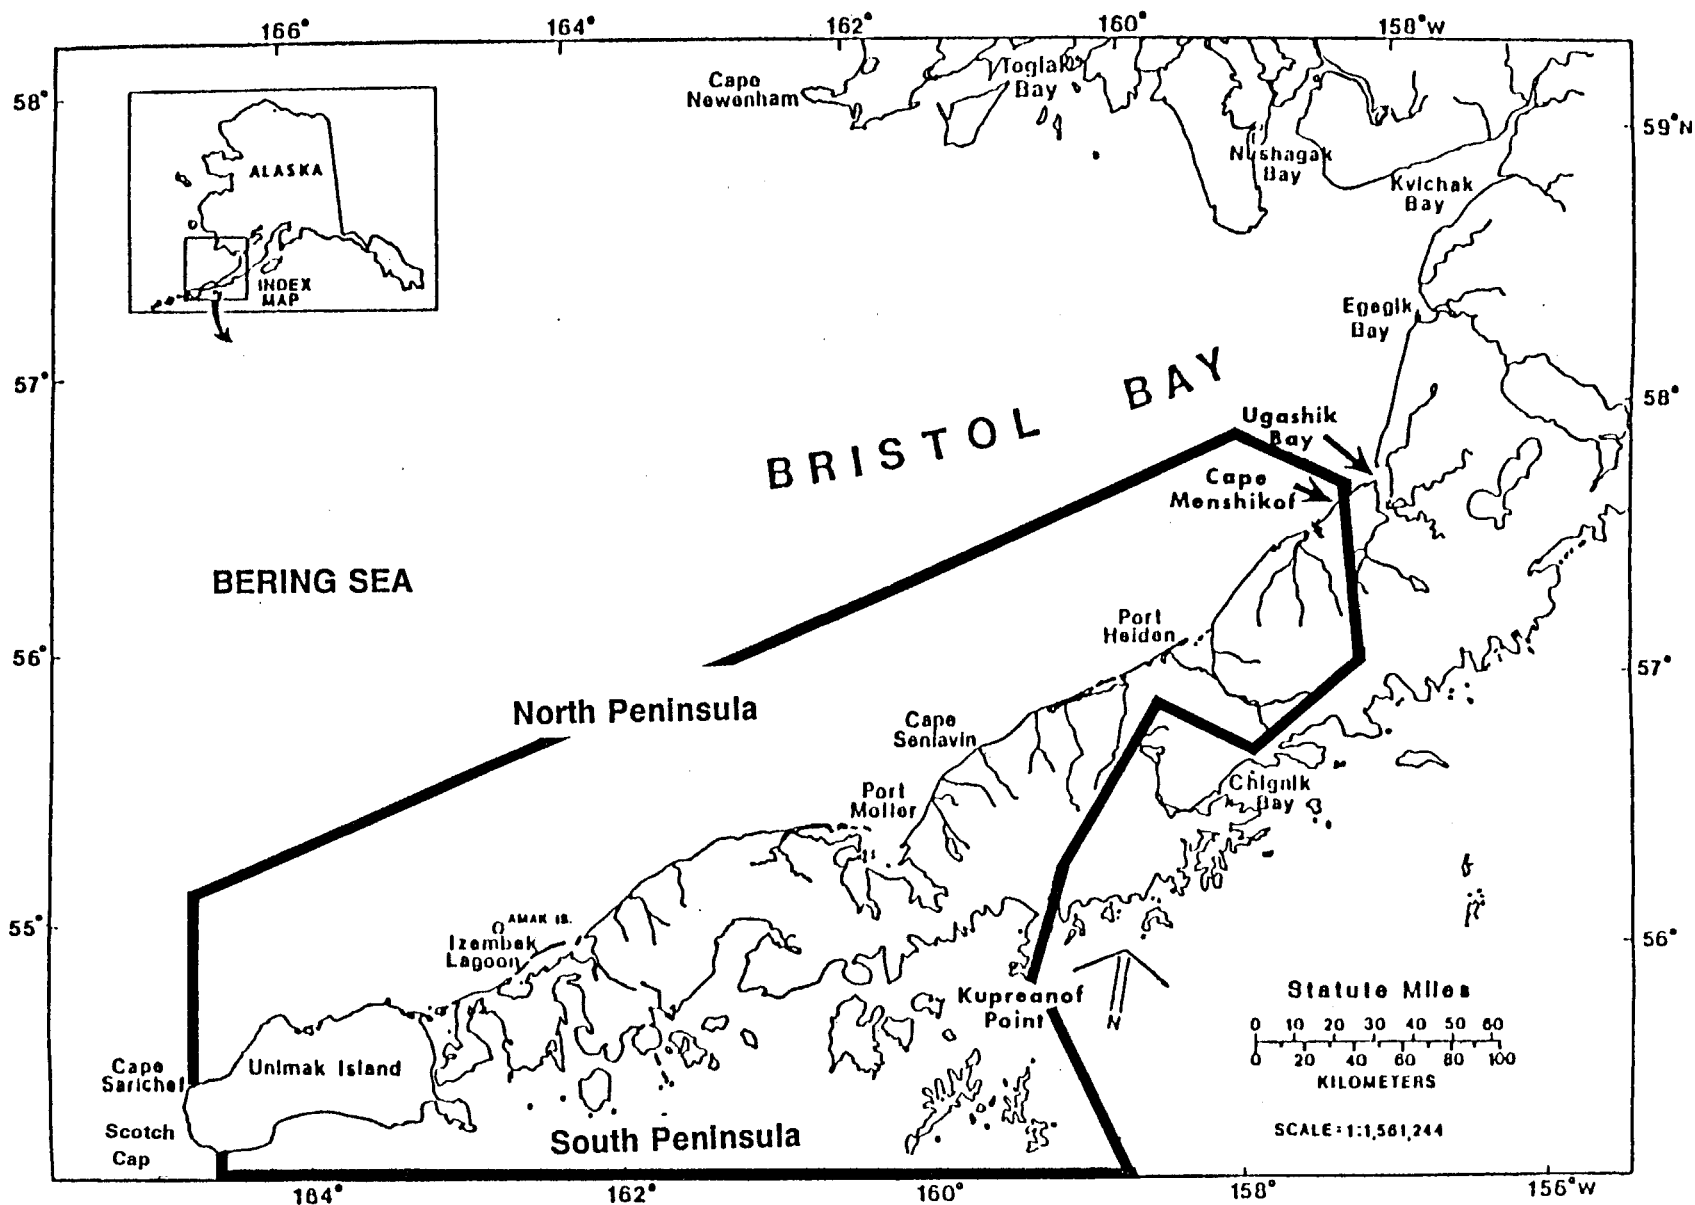 166°
164°
162°
160°
158°W
58°
57°
56°
55°
59°N
58°
57°
56°
164°
162°
160°
158°
156°W
ALASKA
INDEX
MAP
Cape
Newenham
Togiak
Bay
Nushagak
Bay
Kvichak
Bay
Egegik
Bay
BRISTOL BAY
Ugashik
Bay
Cape
Menshikof
BERING SEA
Port
Heiden
North Peninsula
Cape
Seniavin
Port
Moller
Chignik
Bay
AMAK IS.
Izembek
Lagoon
Kupreanof
Point
N
Statute Miles
0 10 20 30 40 50 60
0 20 40 60 80 100
KILOMETERS
SCALE=1:1,561,244
Cape
Sarichef
Unimak Island
Scotch
Cap
South Peninsula